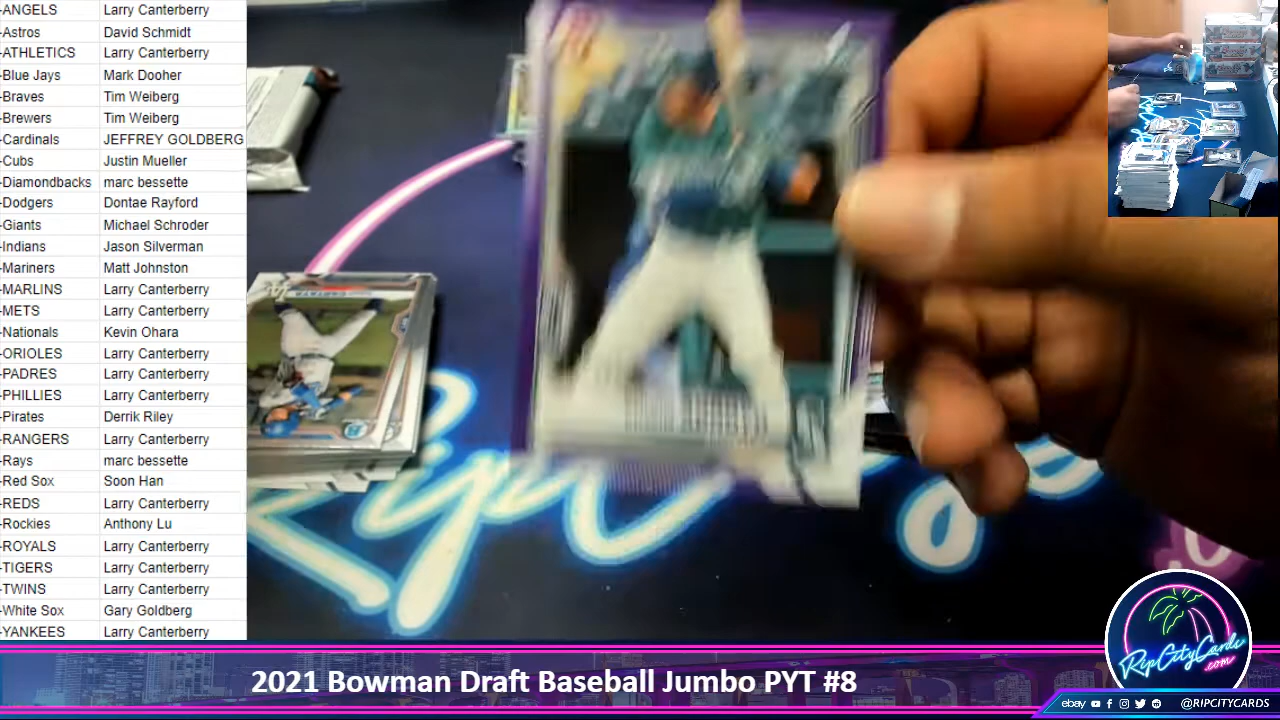 -ANGELS Larry Canterberry
-Astros David Schmidt
-ATHLETICS Larry Canterberry
-Blue Jays Mark Dooher
-Braves Tim Weiberg
-Brewers Tim Weiberg
-Cardinals JEFFREY GOLDBERG
-Cubs Justin Mueller
-Diamondbacks marc bessette
-Dodgers Dontae Rayford
-Giants Michael Schroder
-Indians Jason Silverman
-Mariners Matt Johnston
-MARLINS Larry Canterberry
-METS Larry Canterberry
-Nationals Kevin Ohara
-ORIOLES Larry Canterberry
-PADRES Larry Canterberry
-PHILLIES Larry Canterberry
-Pirates Derrik Riley
-RANGERS Larry Canterberry
-Rays marc bessette
-Red Sox Soon Han
-REDS Larry Canterberry
-Rockies Anthony Lu
-ROYALS Larry Canterberry
-TIGERS Larry Canterberry
-TWINS Larry Canterberry
-White Sox Gary Goldberg
-YANKEES Larry Canterberry
RipCityCards
.com
2021 Bowman Draft Baseball Jumbo PYT #8
ebay @RIPCITYCARDS